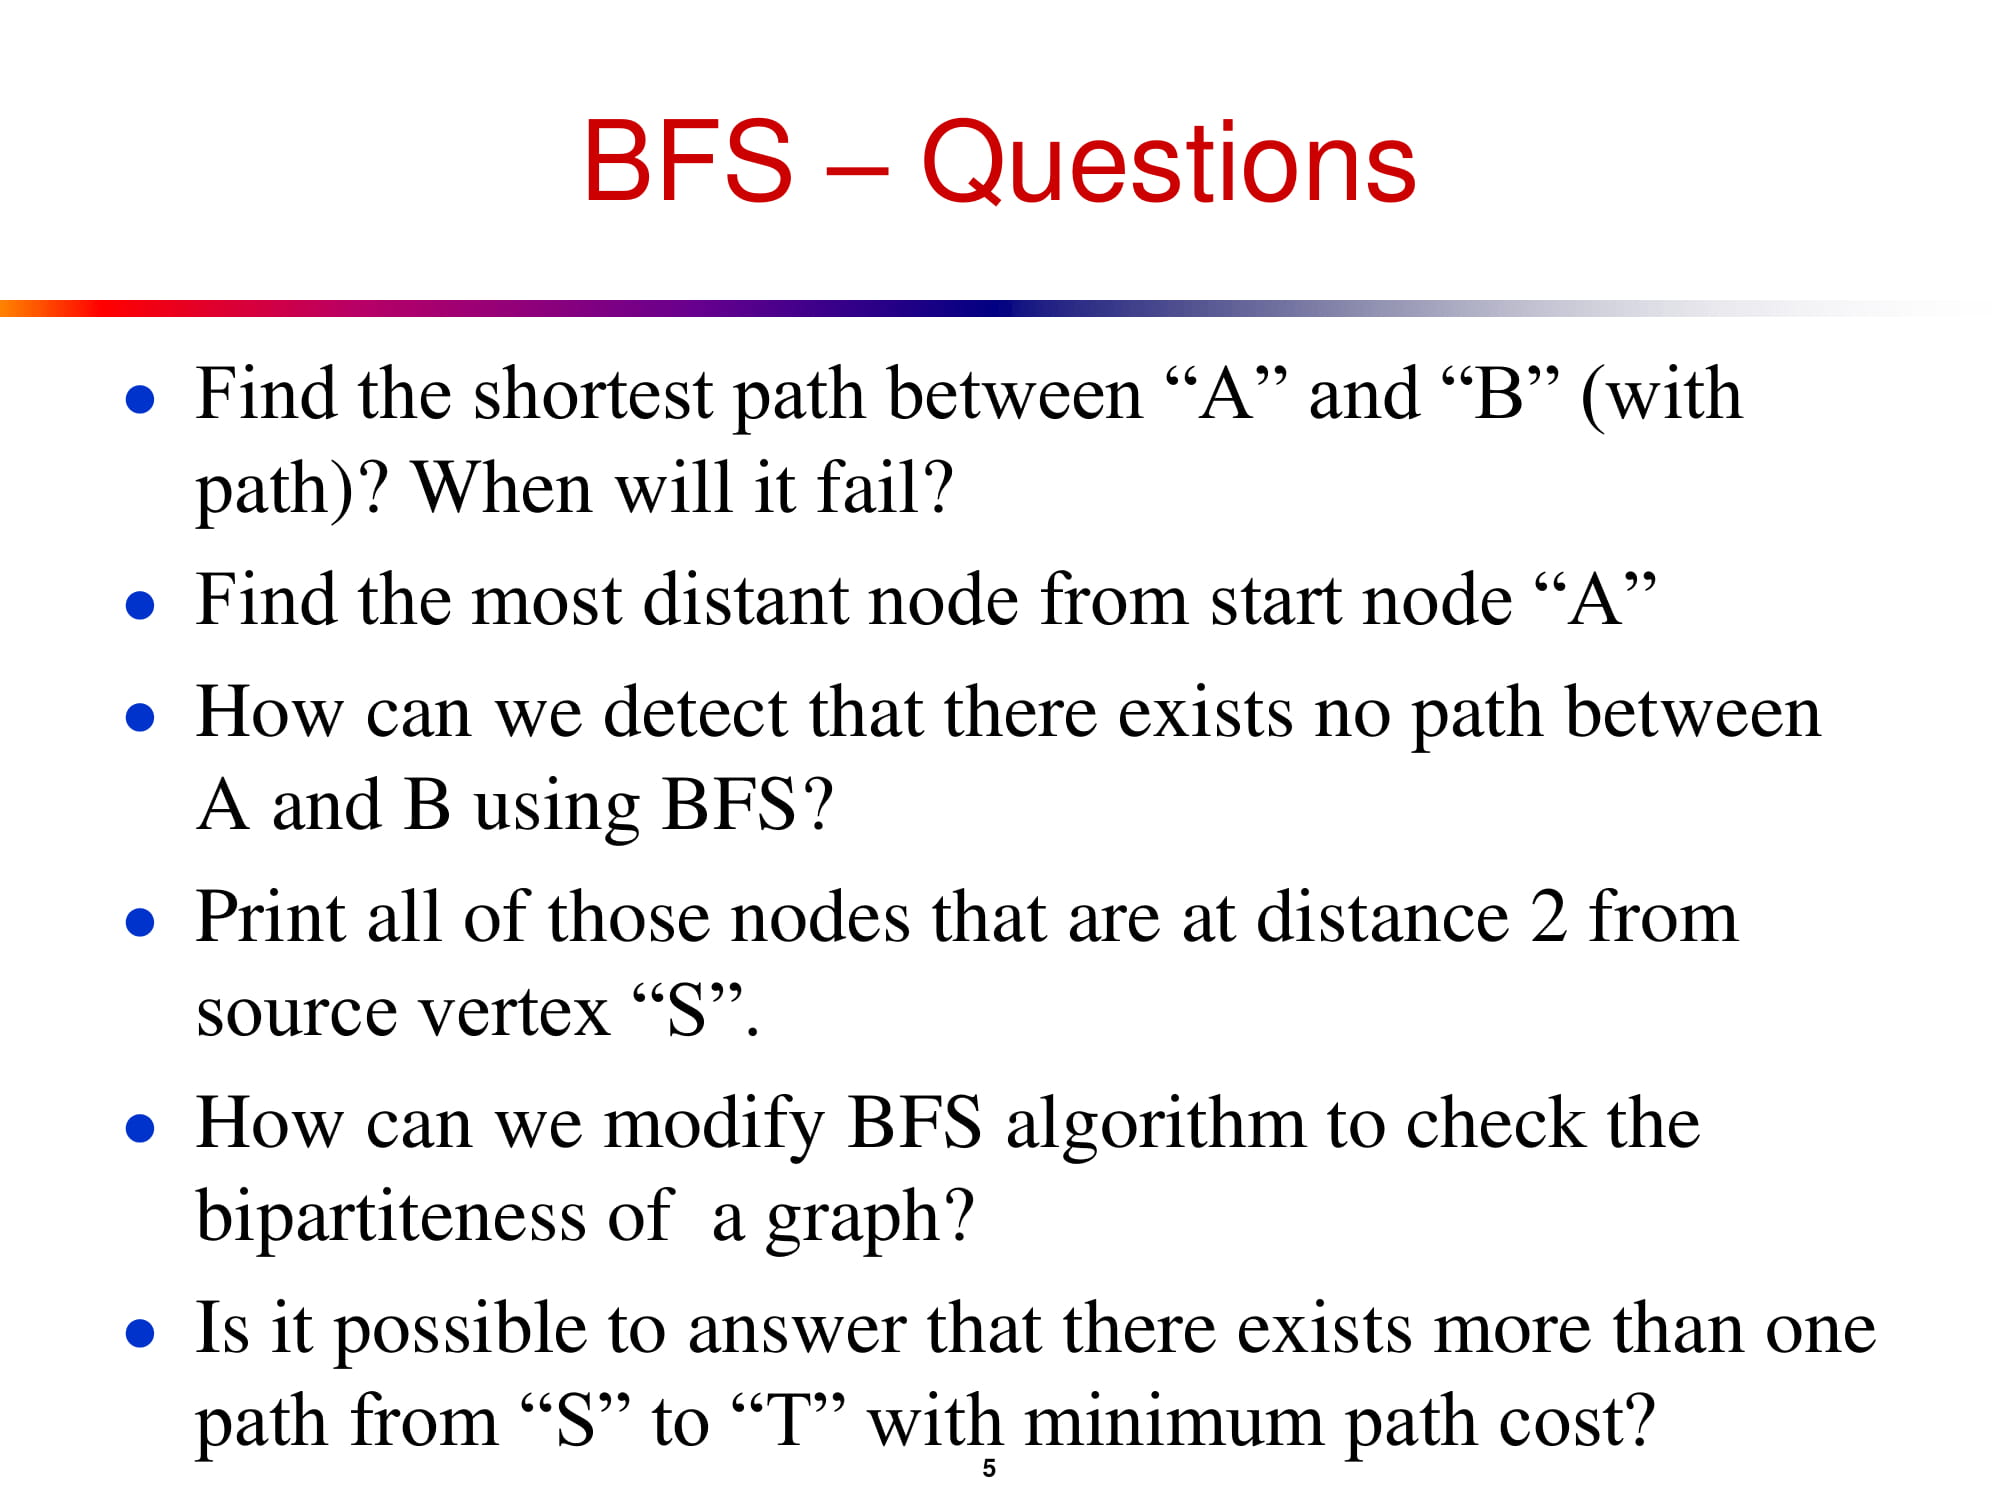 BFS – Questions
● Find the shortest path between “A” and “B” (with
path)? When will it fail?
● Find the most distant node from start node “A”
● How can we detect that there exists no path between
A and B using BFS?
● Print all of those nodes that are at distance 2 from
source vertex “S”.
● How can we modify BFS algorithm to check the
bipartiteness of  a graph?
● Is it possible to answer that there exists more than one
path from “S” to “T” with minimum path cost?
5